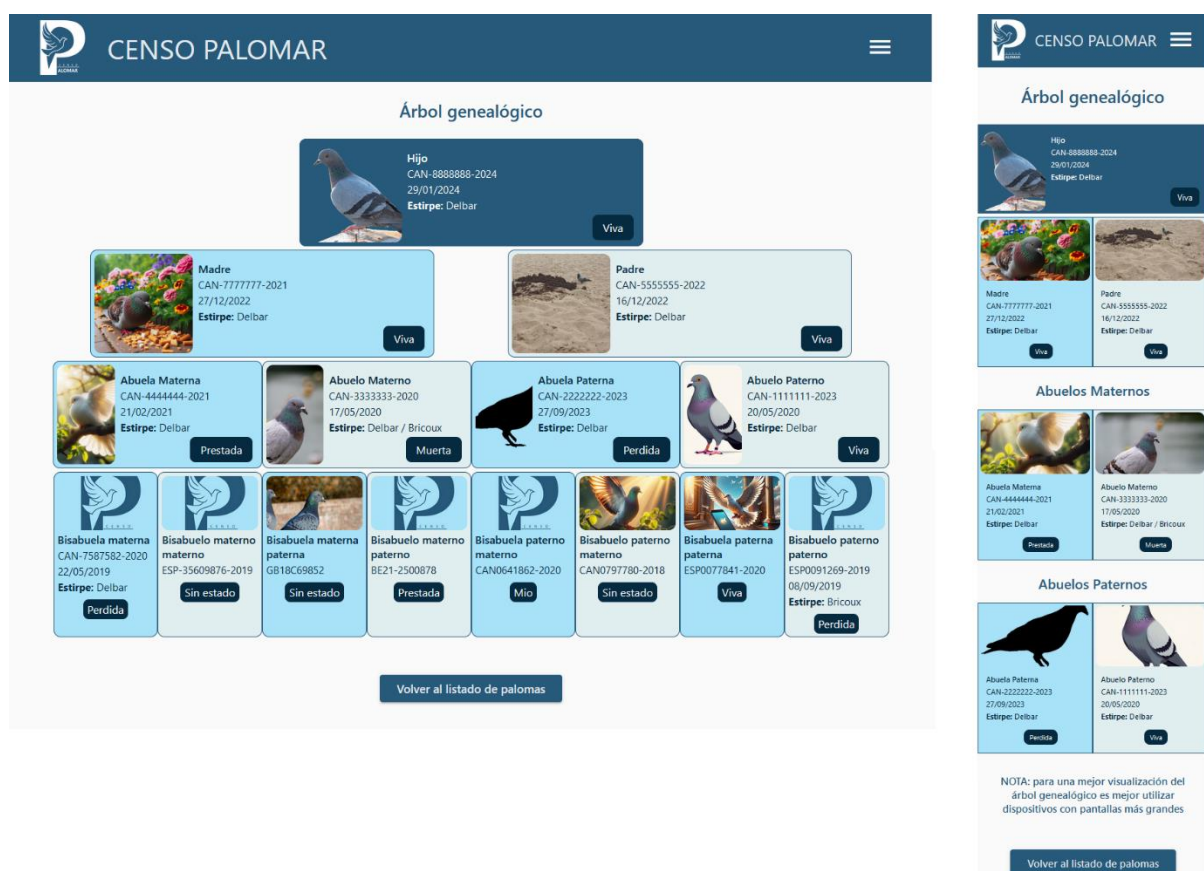 CENSO PALOMAR
Árbol genealógico
Hijo
CAN-8888888-2024
29/01/2024
Estirpe: Delbar
Viva
Madre
CAN-7777777-2021
27/12/2022
Estirpe: Delbar
Viva
Padre
CAN-5555555-2022
16/12/2022
Estirpe: Delbar
Viva
Abuela Materna
CAN-4444444-2021
21/02/2021
Estirpe: Delbar
Prestada
Abuelo Materno
CAN-3333333-2020
17/05/2020
Estirpe: Delbar / Bricoux
Muerta
Abuela Paterna
CAN-2222222-2023
27/09/2023
Estirpe: Delbar
Perdida
Abuelo Paterno
CAN-1111111-2023
20/05/2020
Estirpe: Delbar
Viva
Bisabuela materna
CAN-7587582-2020
22/05/2019
Estirpe: Delbar
Perdida
Bisabuelo materno
materno
ESP-35609876-2019
Sin estado
Bisabuela materna
paterna
GB18C69852
Sin estado
Bisabuelo materno
paterno
BE21-2500878
Prestada
Bisabuela paterno
materno
CAN0641862-2020
Mio
Bisabuelo paterno
materno
CAN0797780-2018
Sin estado
Bisabuela paterna
paterna
ESP0077841-2020
Viva
Bisabuelo paterno
paterno
ESP0091269-2019
08/09/2019
Estirpe: Bricoux
Perdida
Volver al listado de palomas
CENSO PALOMAR
Árbol genealógico
Hijo
CAN-8888888-2024
29/01/2024
Estirpe: Delbar
Viva
Madre
CAN-7777777-2021
27/12/2022
Estirpe: Delbar
Viva
Padre
CAN-5555555-2022
16/12/2022
Estirpe: Delbar
Viva
Abuelos Maternos
Abuela Materna
CAN-4444444-2021
21/02/2021
Estirpe: Delbar
Prestada
Abuelo Materno
CAN-3333333-2020
17/05/2020
Estirpe: Delbar / Bricoux
Muerta
Abuelos Paternos
Abuela Paterna
CAN-2222222-2023
27/09/2023
Estirpe: Delbar
Perdida
Abuelo Paterno
CAN-1111111-2023
20/05/2020
Estirpe: Delbar
Viva
NOTA: para una mejor visualización del
árbol genealógico es mejor utilizar
dispositivos con pantallas más grandes
Volver al listado de palomas